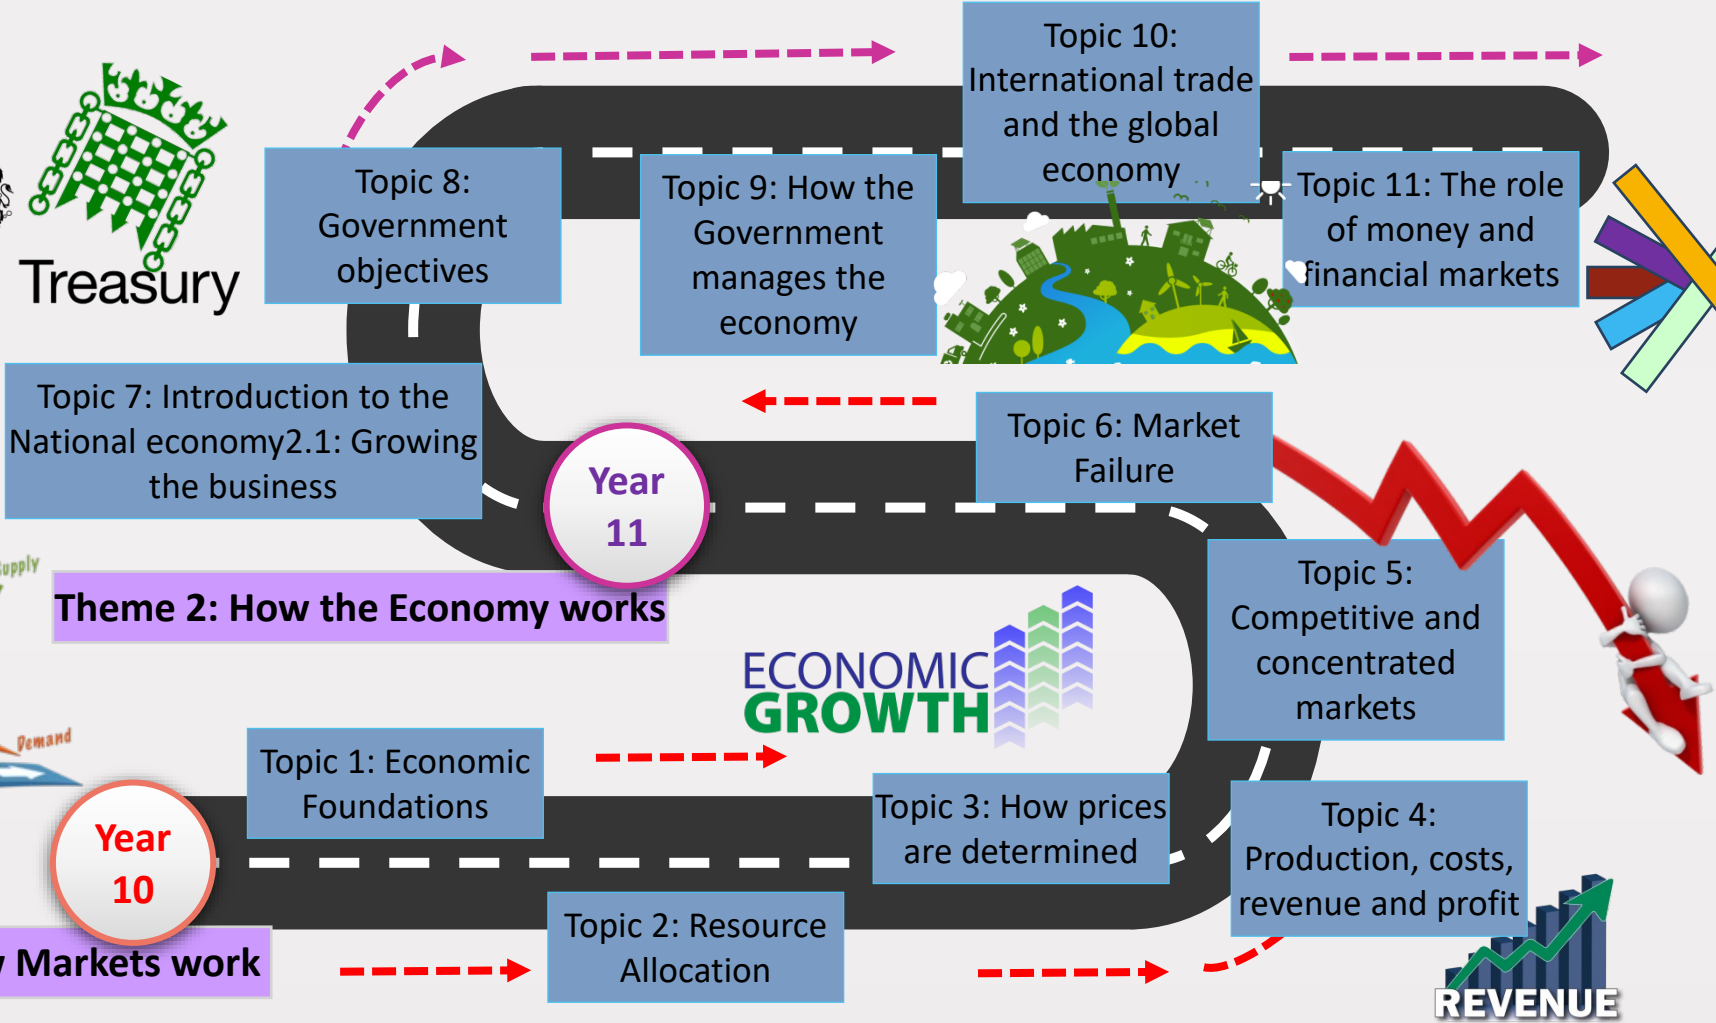 Topic 10:
International trade
and the global
economy
Topic 8:
Government
objectives
Topic 9: How the
Government
manages the
economy
Topic 11: The role
of money and
financial markets
Treasury
Topic 7: Introduction to the
National economy2.1: Growing
the business
Year
11
Topic 6: Market
Failure
Supply
Theme 2: How the Economy works
Topic 5:
Competitive and
concentrated
markets
ECONOMIC
GROWTH
Demand
Topic 1: Economic
Foundations
Year
10
Topic 3: How prices
are determined
Topic 4:
Production, costs,
revenue and profit
Markets work
Topic 2: Resource
Allocation
REVENUE